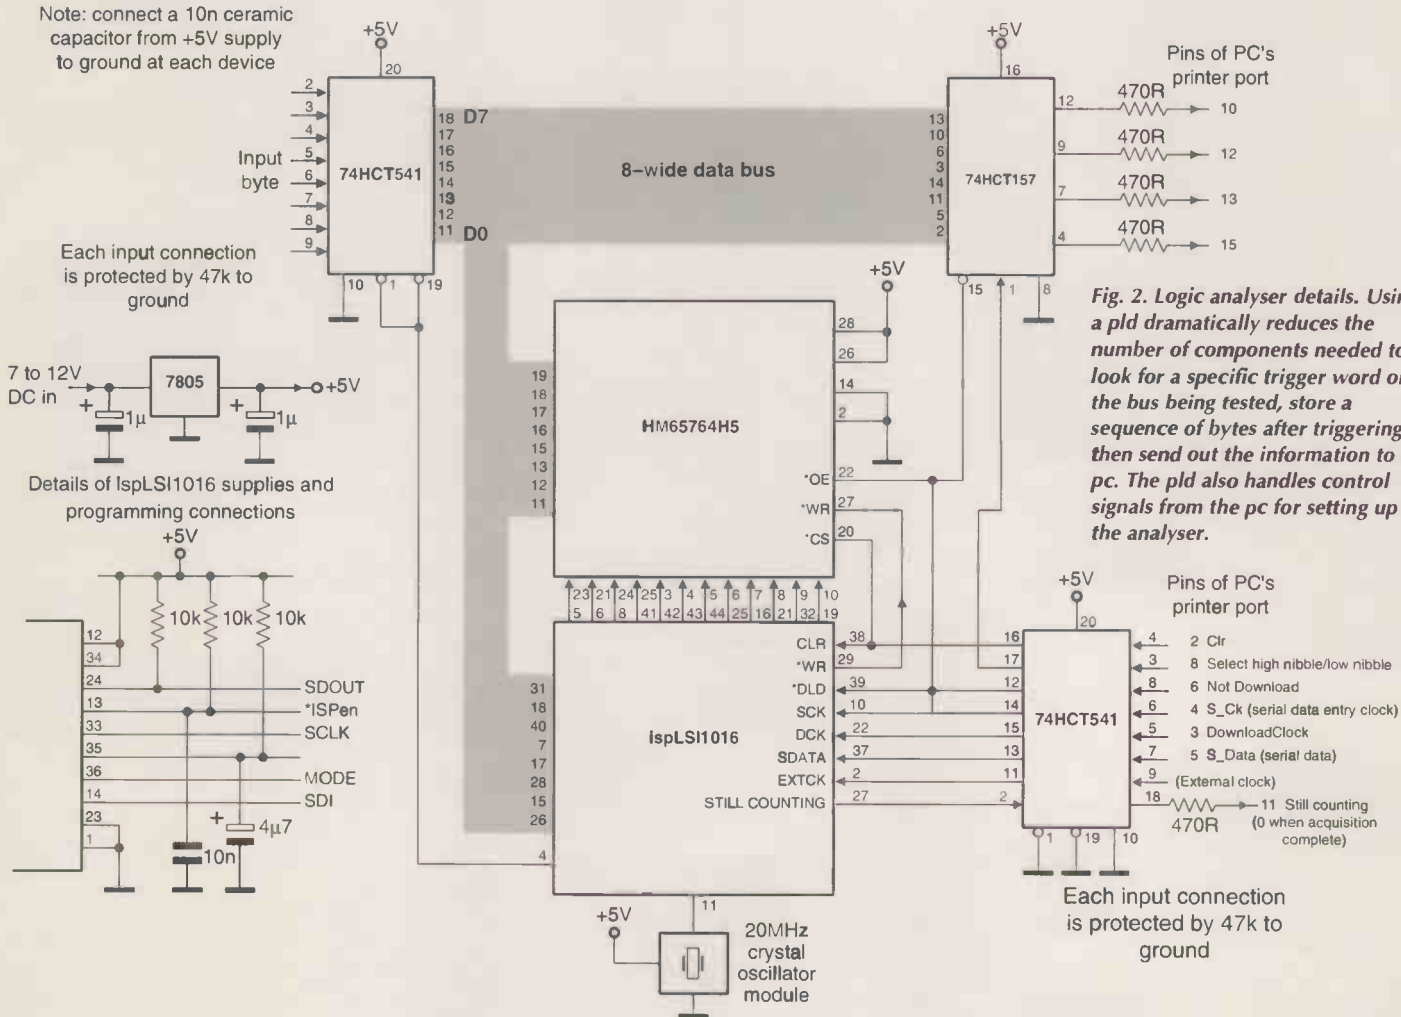 Note: connect a 10n ceramic
capacitor from +5V supply
to ground at each device
+5V
20
2
3
4
5
6
7
8
9
Input
byte
74HCT541
18 D7
17
16
15
14
13
12
11 D0
10
1
19
8-wide data bus
+5V
16
13
10
6
3
14
11
5
2
74HCT157
12
9
7
4
15
1
8
470R
470R
470R
470R
Pins of PC's
printer port
10
12
13
15
Each input connection
is protected by 47k to
ground
7 to 12V
DC in
7805
+5V
+
1µ
+
1µ
Details of IspLSI1016 supplies and
programming connections
+5V
10k
10k
10k
12
34
24
13
33
35
36
14
23
1
SDOUT
*ISPen
SCLK
MODE
SDI
10n
+
4µ7
+5V
HM65764H5
19
18
17
16
15
13
12
11
28
26
14
2
*OE 22
*WR 27
*CS 20
23 21 24 25 3 4 5 6 7 8 9 10
5 6 8 41 42 43 44 25 16 21 32 19
ispLSI1016
31
18
40
7
17
28
15
26
4
CLR 38
*WR 29
*DLD 39
SCK 10
DCK 22
SDATA 37
EXTCK 2
STILL COUNTING 27
11
+5V
20MHz
crystal
oscillator
module
Fig. 2. Logic analyser details. Usin
a pld dramatically reduces the
number of components needed to
look for a specific trigger word o
the bus being tested, store a
sequence of bytes after triggering
then send out the information to
pc. The pld also handles control
signals from the pc for setting up
the analyser.
+5V
20
74HCT541
16
17
12
14
15
13
11
2
1
19
10
Pins of PC's
printer port
4 2 Clr
3 8 Select high nibble/low nibble
8 6 Not Download
6 4 S_Ck (serial data entry clock)
5 3 DownloadClock
7 5 S_Data (serial data)
9 (External clock)
18 11 Still counting
470R
(0 when acquisition
complete)
Each input connection
is protected by 47k to
ground